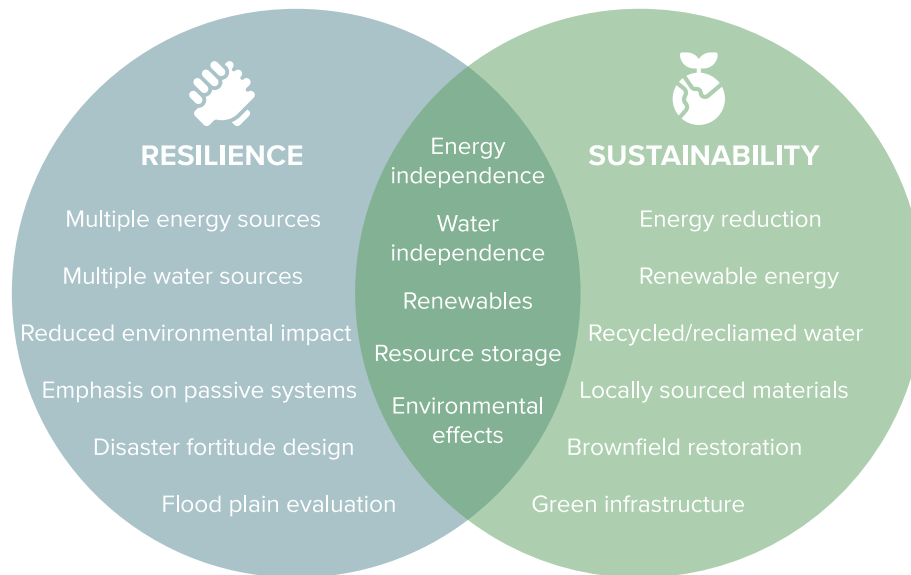 RESILIENCE
Multiple energy sources
Multiple water sources
Reduced environmental impact
Emphasis on passive systems
Disaster fortitude design
Flood plain evaluation
Energy
independence
Water
independence
Renewables
Resource storage
Environmental
effects
SUSTAINABILITY
Energy reduction
Renewable energy
Recycled/recliamed water
Locally sourced materials
Brownfield restoration
Green infrastructure